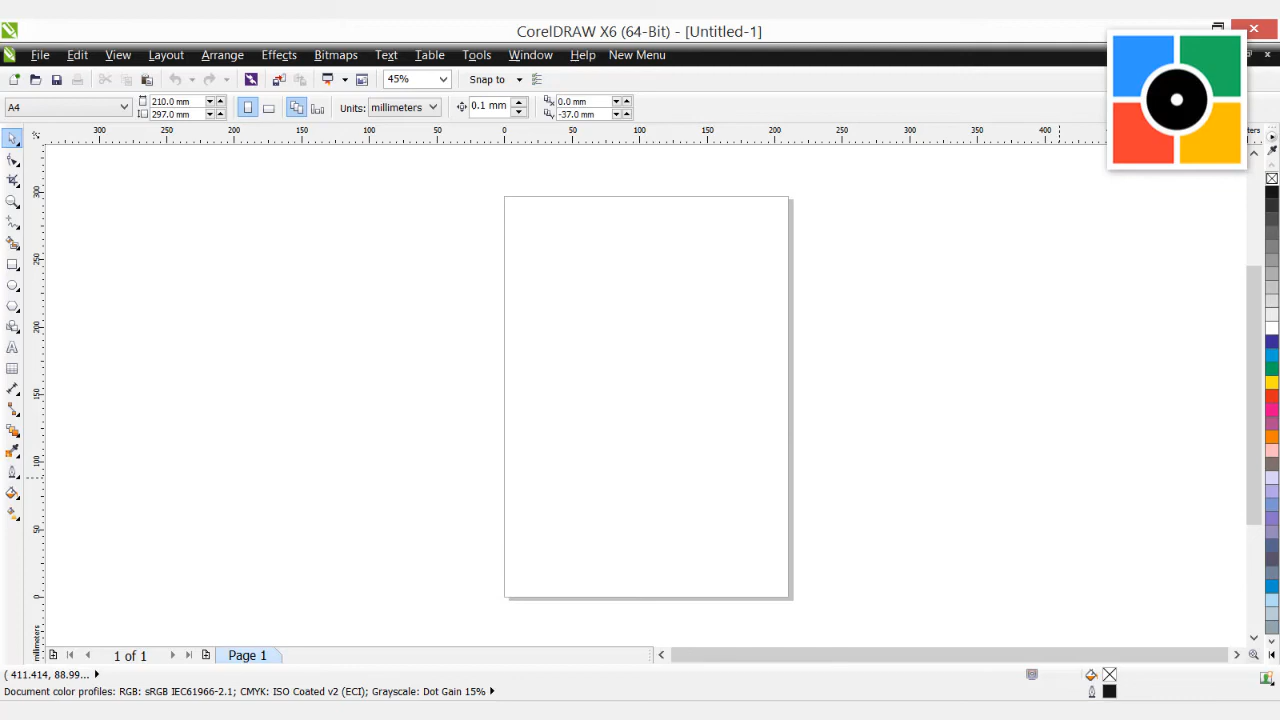 CorelDRAW X6 (64-Bit) - [Untitled-1]
File Edit View Layout Arrange Effects Bitmaps Text Table Tools Window Help New Menu
45% Snap to
A4 210.0 mm 297.0 mm Units: millimeters 0.1 mm 0.0 mm -37.0 mm
300 250 200 150 100 50 0 50 100 150 200 250 300 350 400
300
250
200
150
100
50
0
millimeters
1 of 1 Page 1
( 411.414, 88.99...
Document color profiles: RGB: sRGB IEC61966-2.1; CMYK: ISO Coated v2 (ECI); Grayscale: Dot Gain 15%